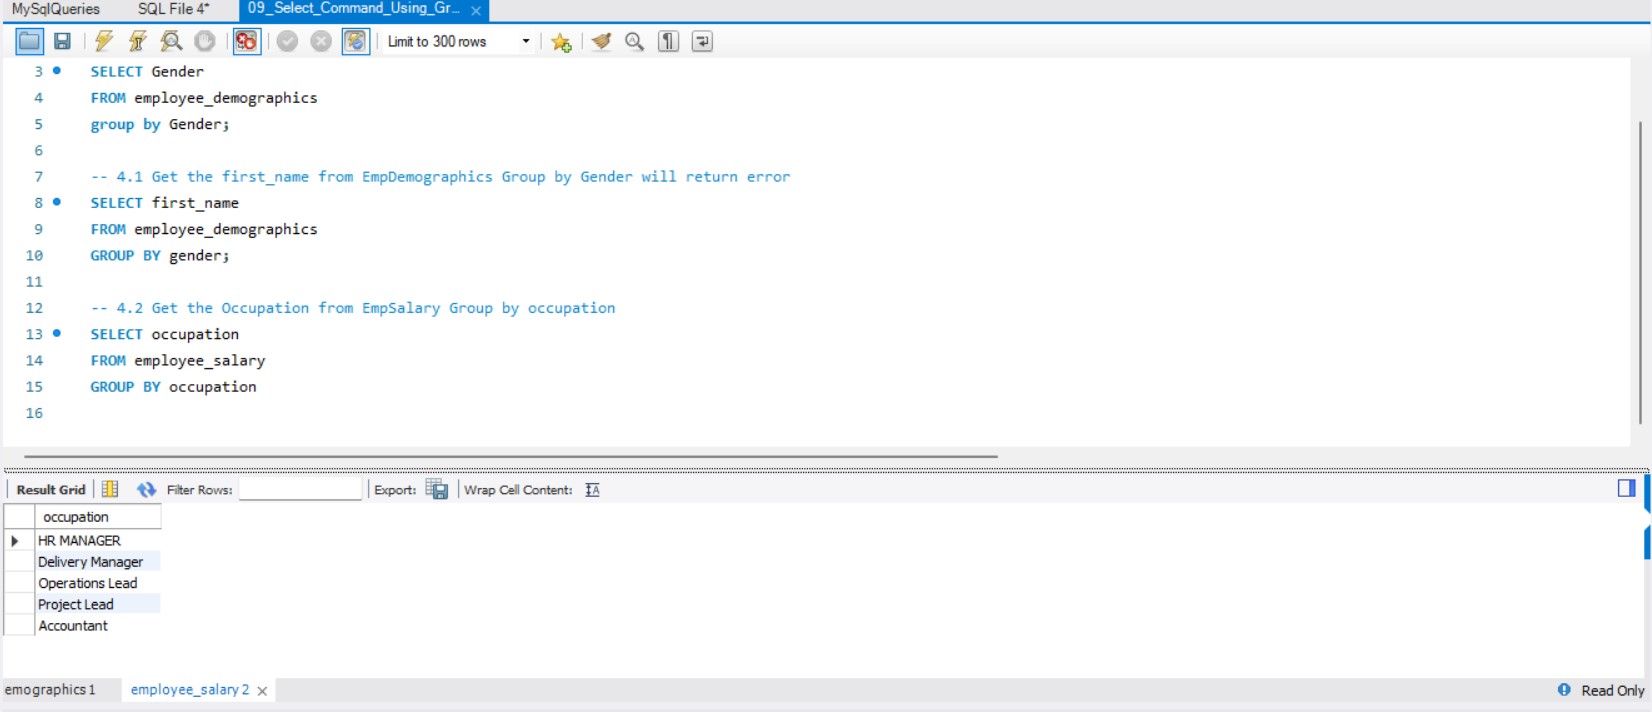 MySqlQueries SQL File 4* 09_Select_Command_Using_Gr...
Limit to 300 rows
3 SELECT Gender
4 FROM employee_demographics
5 group by Gender;
6
7 -- 4.1 Get the first_name from EmpDemographics Group by Gender will return error
8 SELECT first_name
9 FROM employee_demographics
10 GROUP BY gender;
11
12 -- 4.2 Get the Occupation from EmpSalary Group by occupation
13 SELECT occupation
14 FROM employee_salary
15 GROUP BY occupation
16
Result Grid Filter Rows: Export: Wrap Cell Content: IA
occupation
HR MANAGER
Delivery Manager
Operations Lead
Project Lead
Accountant
emographics 1 employee_salary 2 Read Only